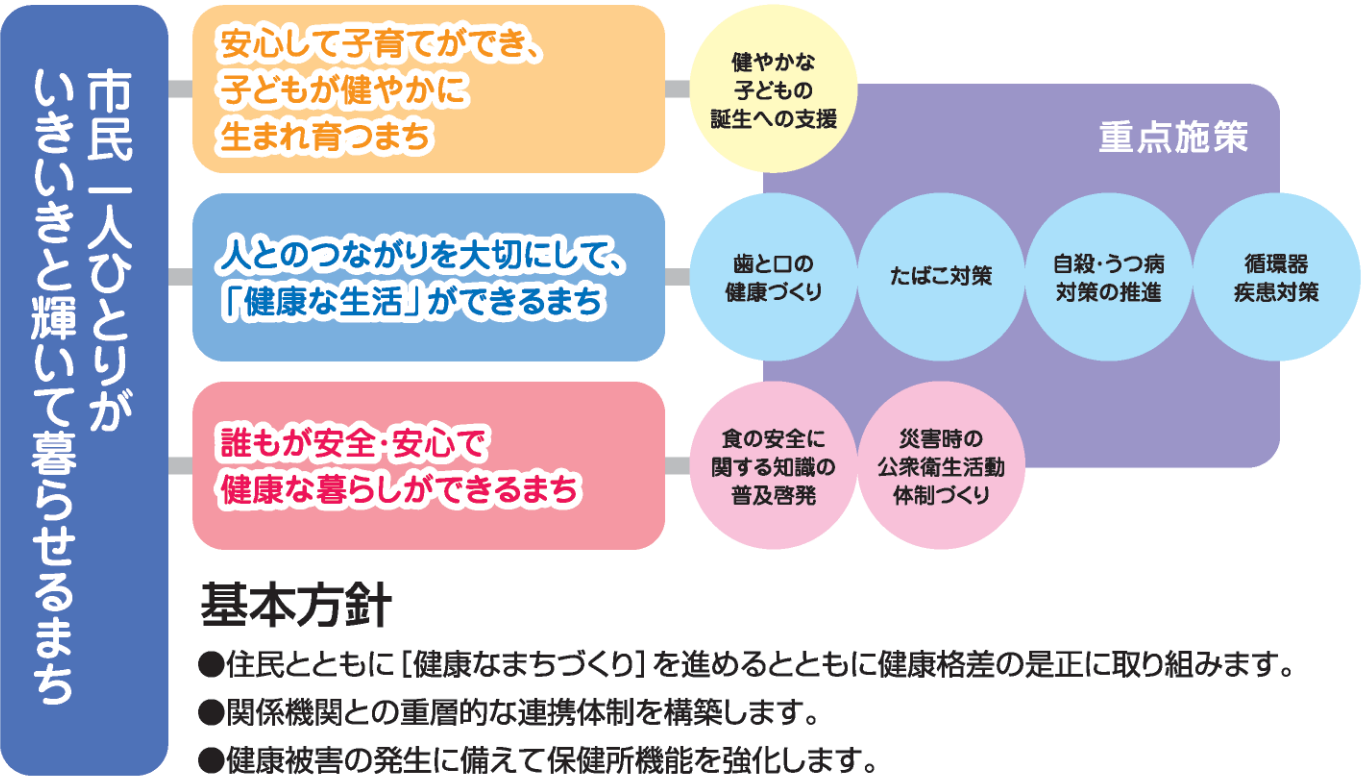 市民一人ひとりが
いきいきと輝いて暮らせるまち
安心して子育てができ、
子どもが健やかに
生まれ育つまち
健やかな
子どもの
誕生への支援
重点施策
人とのつながりを大切にして、
「健康な生活」ができるまち
歯と口の
健康づくり
たばこ対策
自殺・うつ病
対策の推進
循環器
疾患対策
誰もが安全・安心で
健康な暮らしができるまち
食の安全に
関する知識の
普及啓発
災害時の
公衆衛生活動
体制づくり
基本方針
●住民とともに[健康なまちづくり]を進めるとともに健康格差の是正に取り組みます。
●関係機関との重層的な連携体制を構築します。
●健康被害の発生に備えて保健所機能を強化します。